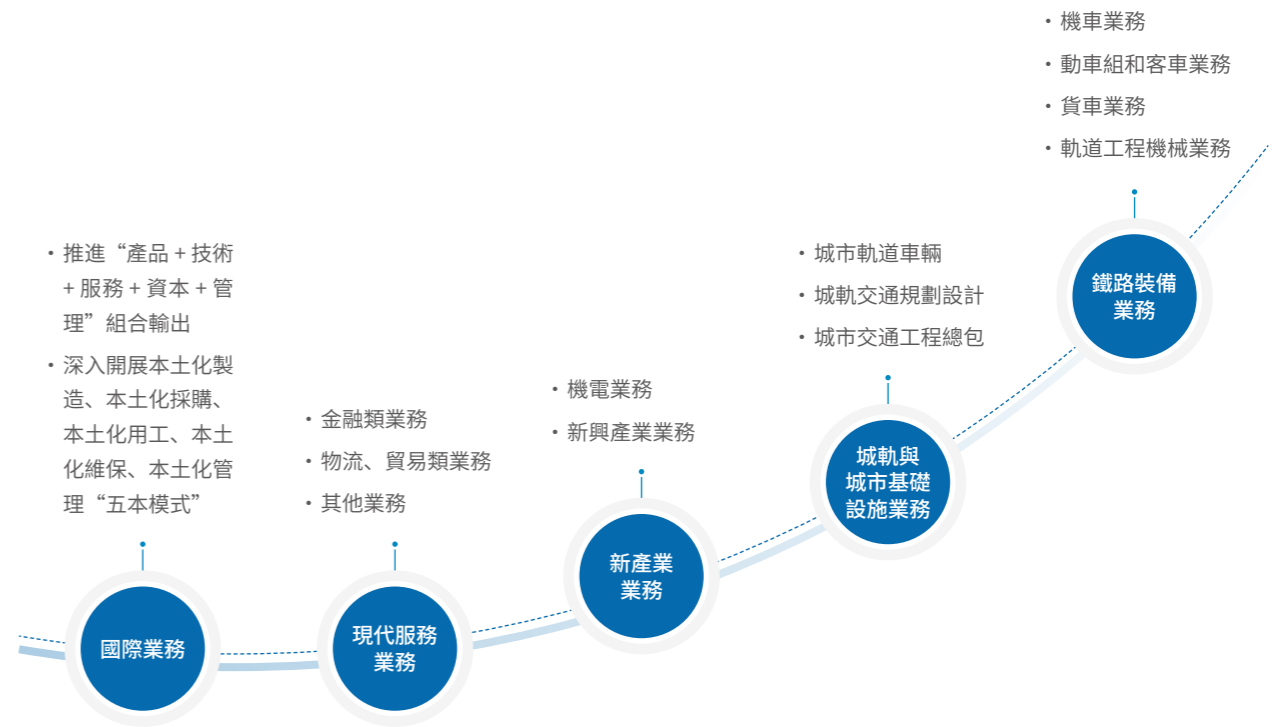 ・推進“產品 + 技術
+ 服務 + 資本 + 管
理”組合輸出
・深入開展本土化製
造、本土化採購、
本土化用工、本土
化維保、本土化管
理“五本模式”
國際業務
・金融類業務
・物流、貿易類業務
・其他業務
現代服務
業務
・機電業務
・新興產業業務
新產業
業務
・城市軌道車輛
・城軌交通規劃設計
・城市交通工程總包
城軌與
城市基礎
設施業務
・機車業務
・動車組和客車業務
・貨車業務
・軌道工程機械業務
鐵路裝備
業務